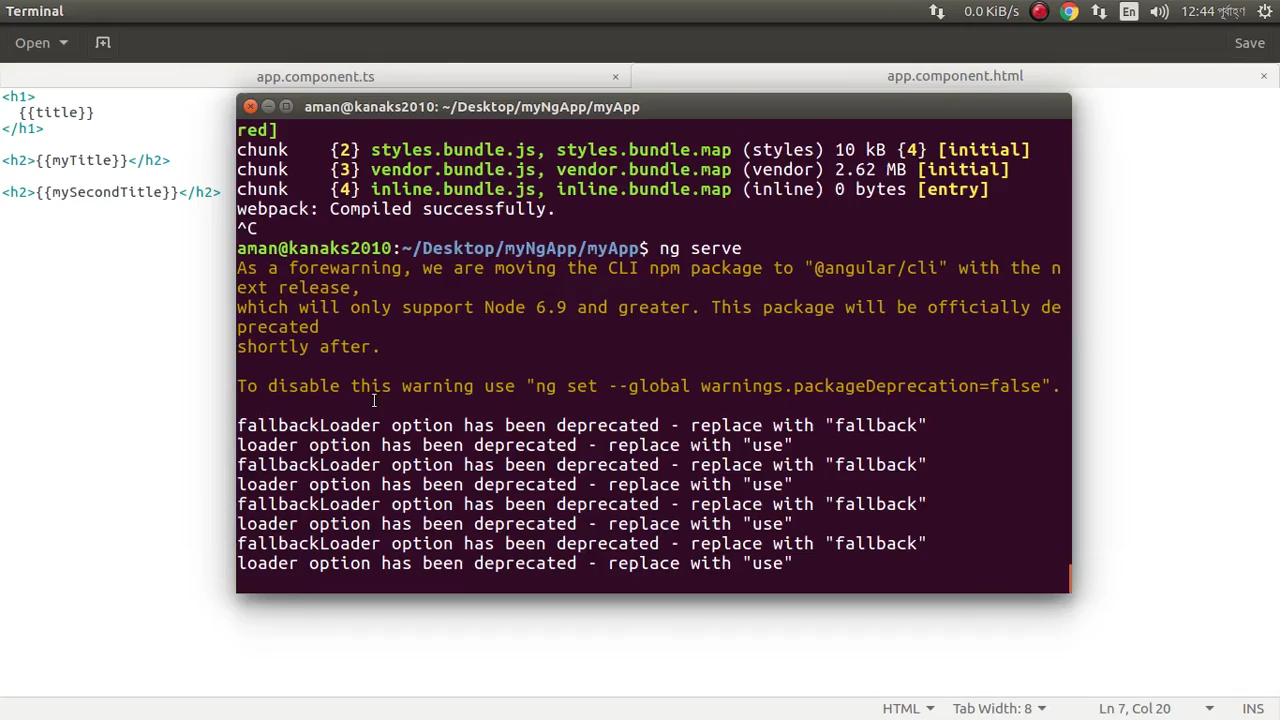 Terminal
0.0 KiB/s
En
12:44 পূর্বাহ্ণ
Open
Save
app.component.ts
×
app.component.html
×
<h1>
{{title}}
</h1>
<h2>{{myTitle}}</h2>
<h2>{{mySecondTitle}}</h2>
aman@kanaks2010: ~/Desktop/myNgApp/myApp
red]
chunk    {2} styles.bundle.js, styles.bundle.map (styles) 10 kB {4} [initial]
chunk    {3} vendor.bundle.js, vendor.bundle.map (vendor) 2.62 MB [initial]
chunk    {4} inline.bundle.js, inline.bundle.map (inline) 0 bytes [entry]
webpack: Compiled successfully.
^C
aman@kanaks2010:~/Desktop/myNgApp/myApp$ ng serve
As a forewarning, we are moving the CLI npm package to "@angular/cli" with the n
ext release,
which will only support Node 6.9 and greater. This package will be officially de
precated
shortly after.
To disable this warning use "ng set --global warnings.packageDeprecation=false".
fallbackLoader option has been deprecated - replace with "fallback"
loader option has been deprecated - replace with "use"
fallbackLoader option has been deprecated - replace with "fallback"
loader option has been deprecated - replace with "use"
fallbackLoader option has been deprecated - replace with "fallback"
loader option has been deprecated - replace with "use"
fallbackLoader option has been deprecated - replace with "fallback"
loader option has been deprecated - replace with "use"
HTML
Tab Width: 8
Ln 7, Col 20
INS